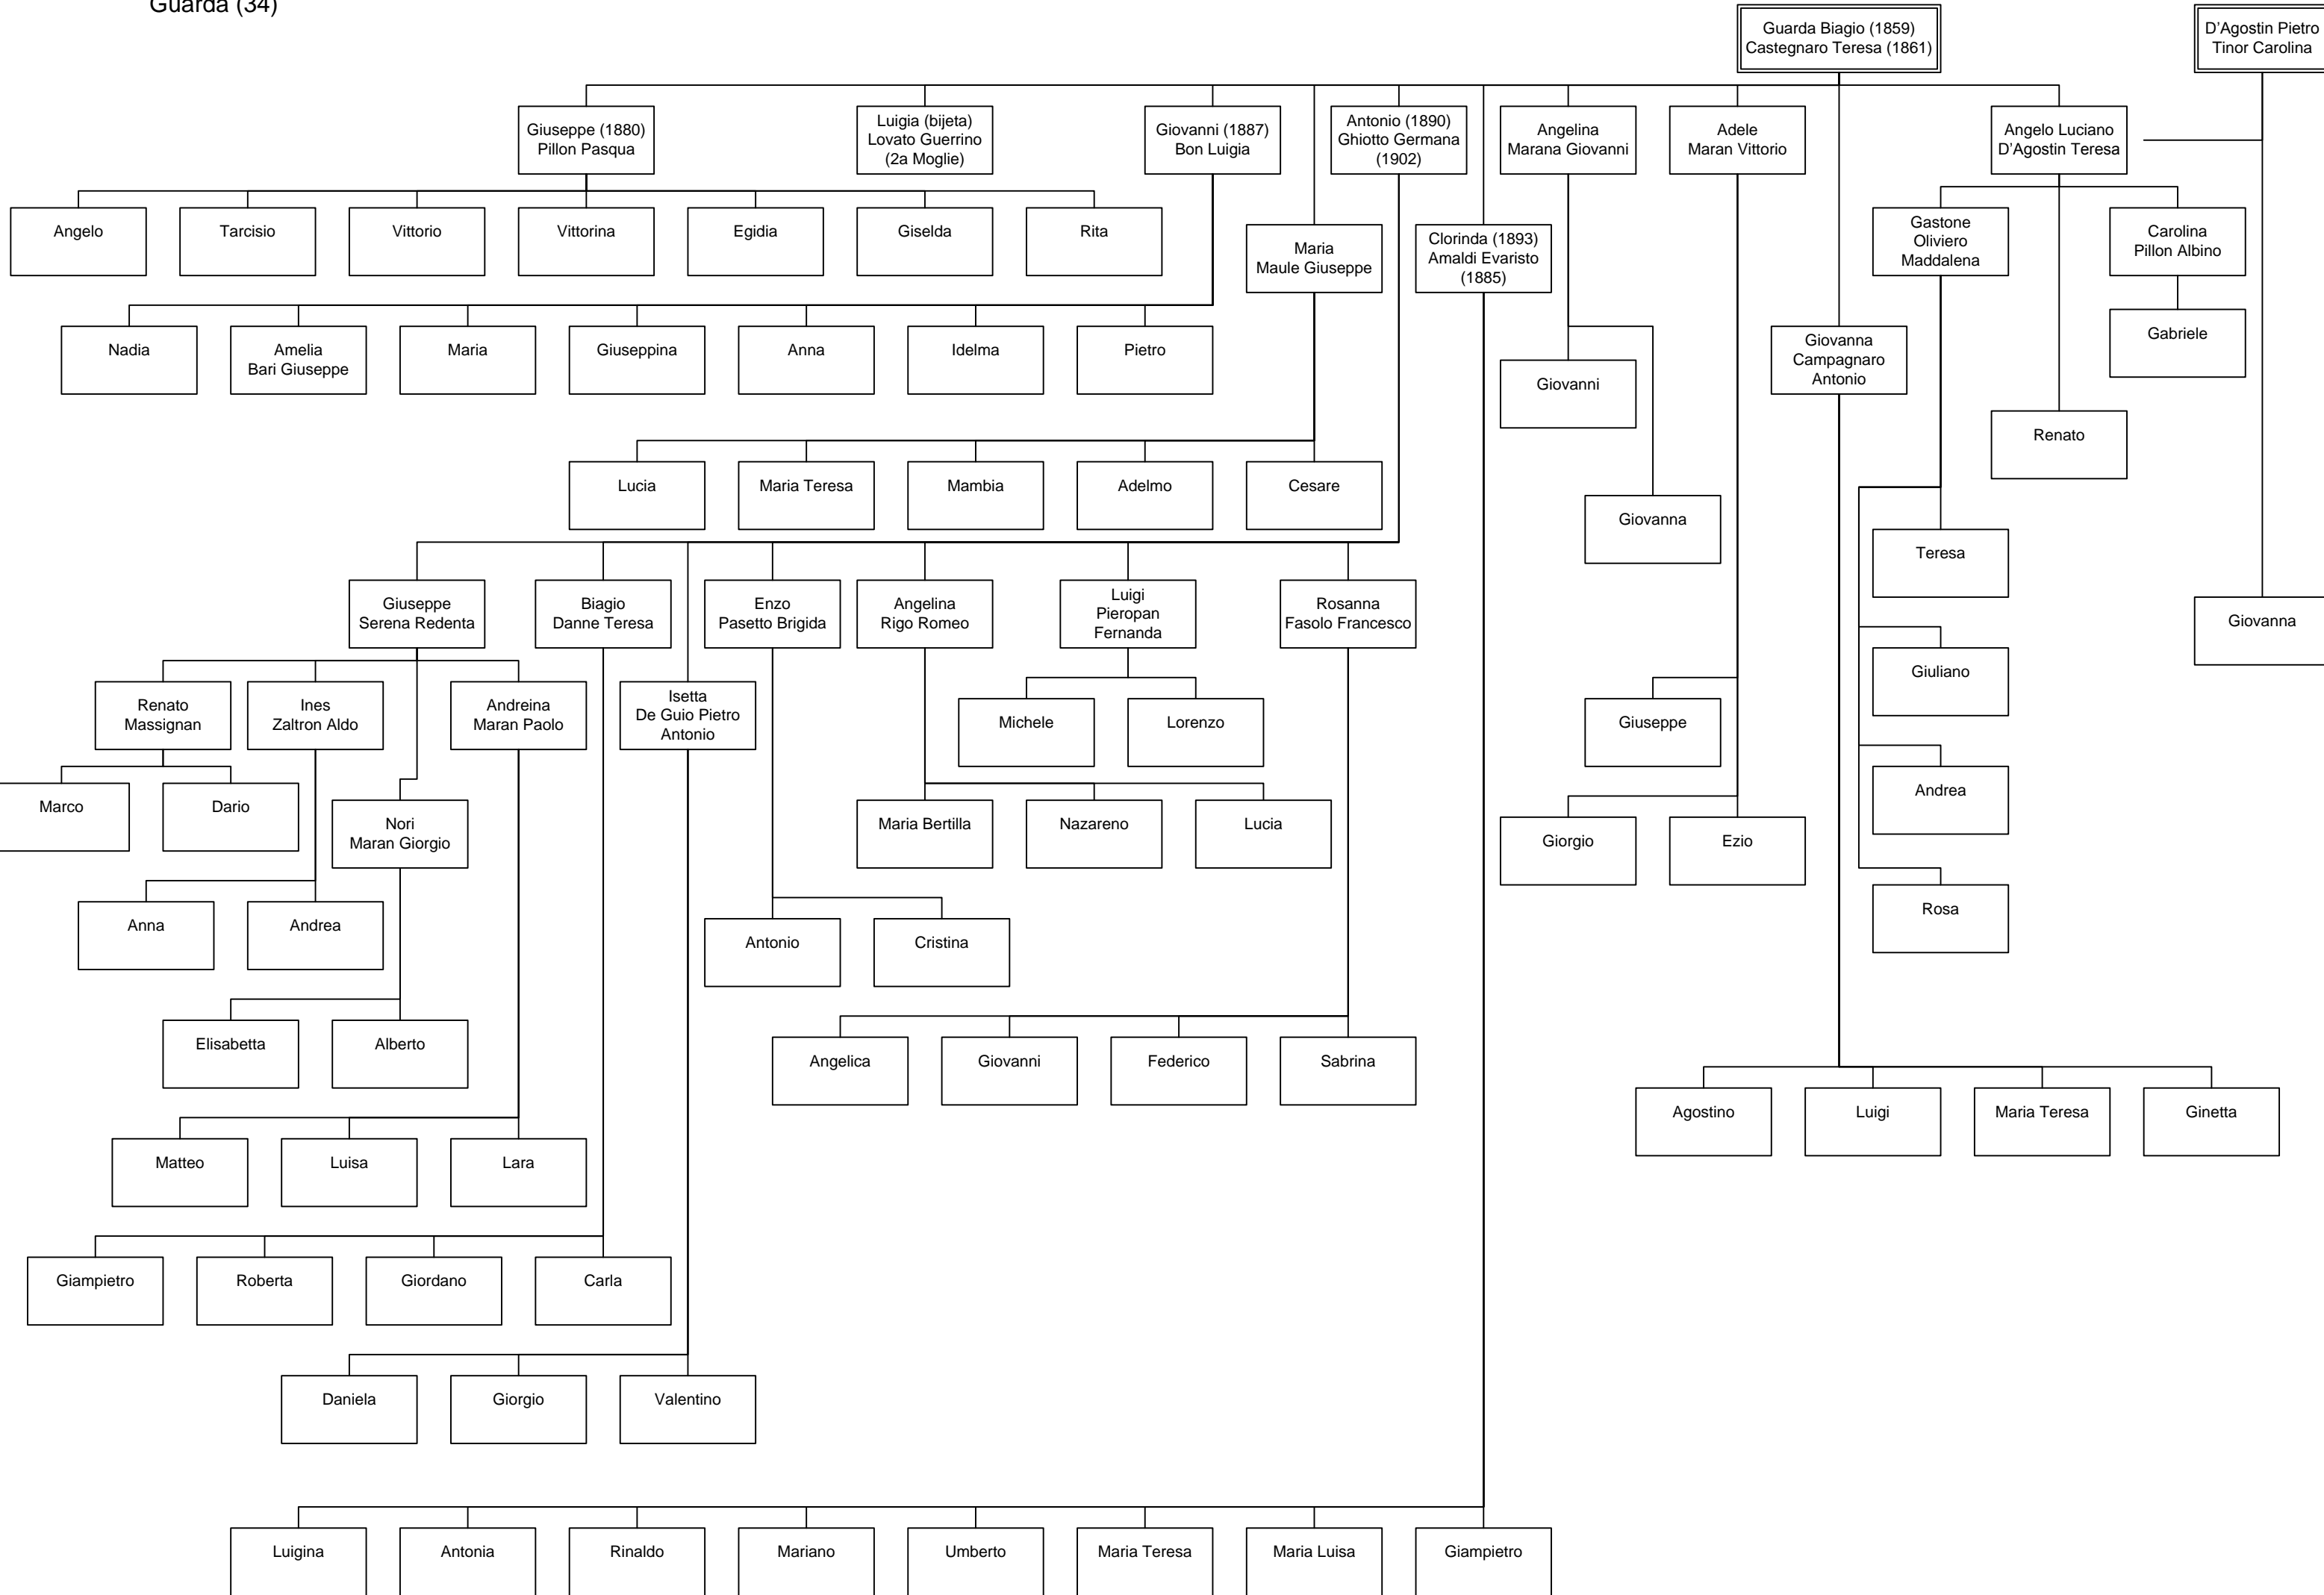 Guarda (34)
Guarda Biagio (1859)
Castegnaro Teresa (1861)
D'Agostin Pietro
Tinor Carolina
Giuseppe (1880)
Pillon Pasqua
Luigia (bijeta)
Lovato Guerrino
(2a Moglie)
Giovanni (1887)
Bon Luigia
Antonio (1890)
Ghiotto Germana
(1902)
Angelina
Marana Giovanni
Adele
Maran Vittorio
Angelo Luciano
D'Agostin Teresa
Angelo
Tarcisio
Vittorio
Vittorina
Egidia
Giselda
Rita
Maria
Maule Giuseppe
Clorinda (1893)
Amaldi Evaristo
(1885)
Gastone
Oliviero
Maddalena
Carolina
Pillon Albino
Nadia
Amelia
Bari Giuseppe
Maria
Giuseppina
Anna
Idelma
Pietro
Giovanni
Giovanna
Campagnaro
Antonio
Gabriele
Renato
Lucia
Maria Teresa
Mambia
Adelmo
Cesare
Giovanna
Teresa
Giuseppe
Serena Redenta
Biagio
Danne Teresa
Enzo
Pasetto Brigida
Angelina
Rigo Romeo
Luigi
Pieropan
Fernanda
Rosanna
Fasolo Francesco
Giovanna
Giuliano
Renato
Massignan
Ines
Zaltron Aldo
Andreina
Maran Paolo
Isetta
De Guio Pietro
Antonio
Michele
Lorenzo
Giuseppe
Andrea
Marco
Dario
Nori
Maran Giorgio
Maria Bertilla
Nazareno
Lucia
Giorgio
Ezio
Rosa
Anna
Andrea
Antonio
Cristina
Elisabetta
Alberto
Angelica
Giovanni
Federico
Sabrina
Agostino
Luigi
Maria Teresa
Ginetta
Matteo
Luisa
Lara
Giampietro
Roberta
Giordano
Carla
Daniela
Giorgio
Valentino
Luigina
Antonia
Rinaldo
Mariano
Umberto
Maria Teresa
Maria Luisa
Giampietro